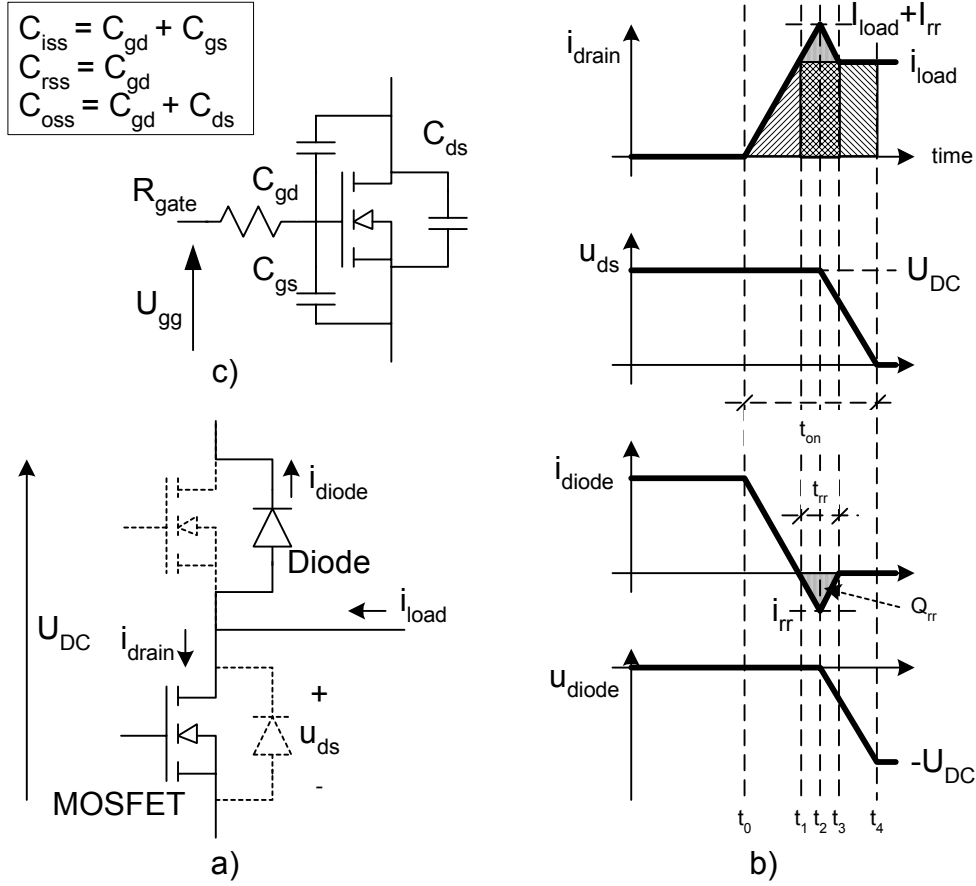 C_iss = C_gd + C_gs
C_rss = C_gd
C_oss = C_gd + C_ds
C_ds
C_gd
R_gate
C_gs
U_gg
c)
i_diode
Diode
i_load
U_DC
i_drain
+
u_ds
-
MOSFET
a)
I_load+I_rr
i_drain
i_load
time
u_ds
U_DC
t_on
i_diode
t_rr
i_rr
Q_rr
u_diode
-U_DC
t_0 t_1 t_2 t_3 t_4
b)